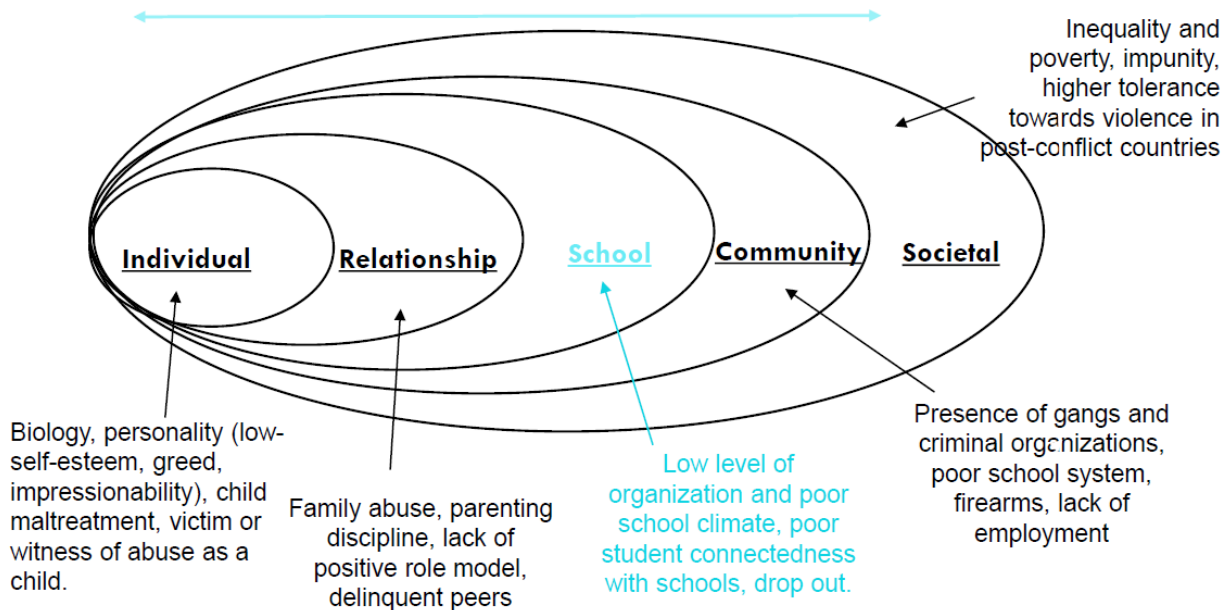 Inequality and
poverty, impunity,
higher tolerance
towards violence in
post-conflict countries
Individual
Relationship
School
Community
Societal
Biology, personality (low-
self-esteem, greed,
impressionability), child
maltreatment, victim or
witness of abuse as a
child.
Family abuse, parenting
discipline, lack of
positive role model,
delinquent peers
Low level of
organization and poor
school climate, poor
student connectedness
with schools, drop out.
Presence of gangs and
criminal organizations,
poor school system,
firearms, lack of
employment